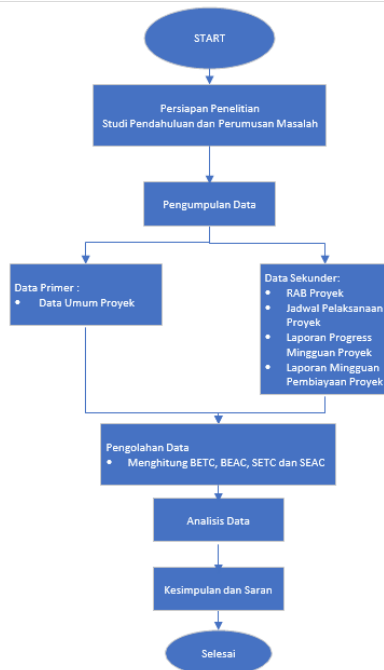 START
Persiapan Penitian
Studi Pendahuluan dan Perumusan Masalah
Pengumpulan Data
Data Primer :
• Data Umum Proyek
Data Sekunder:
• RAB Proyek
• Jadwal Pelaksanaan
Proyek
• Laporan Progress
Mingguan Proyek
• Laporan Mingguan
Pembiayaan Proyek
Pengolahan Data
• Menghitung BETC, BEAC, SETC dan SEAC
Analisis Data
Kesimpulan dan Saran
Selesai